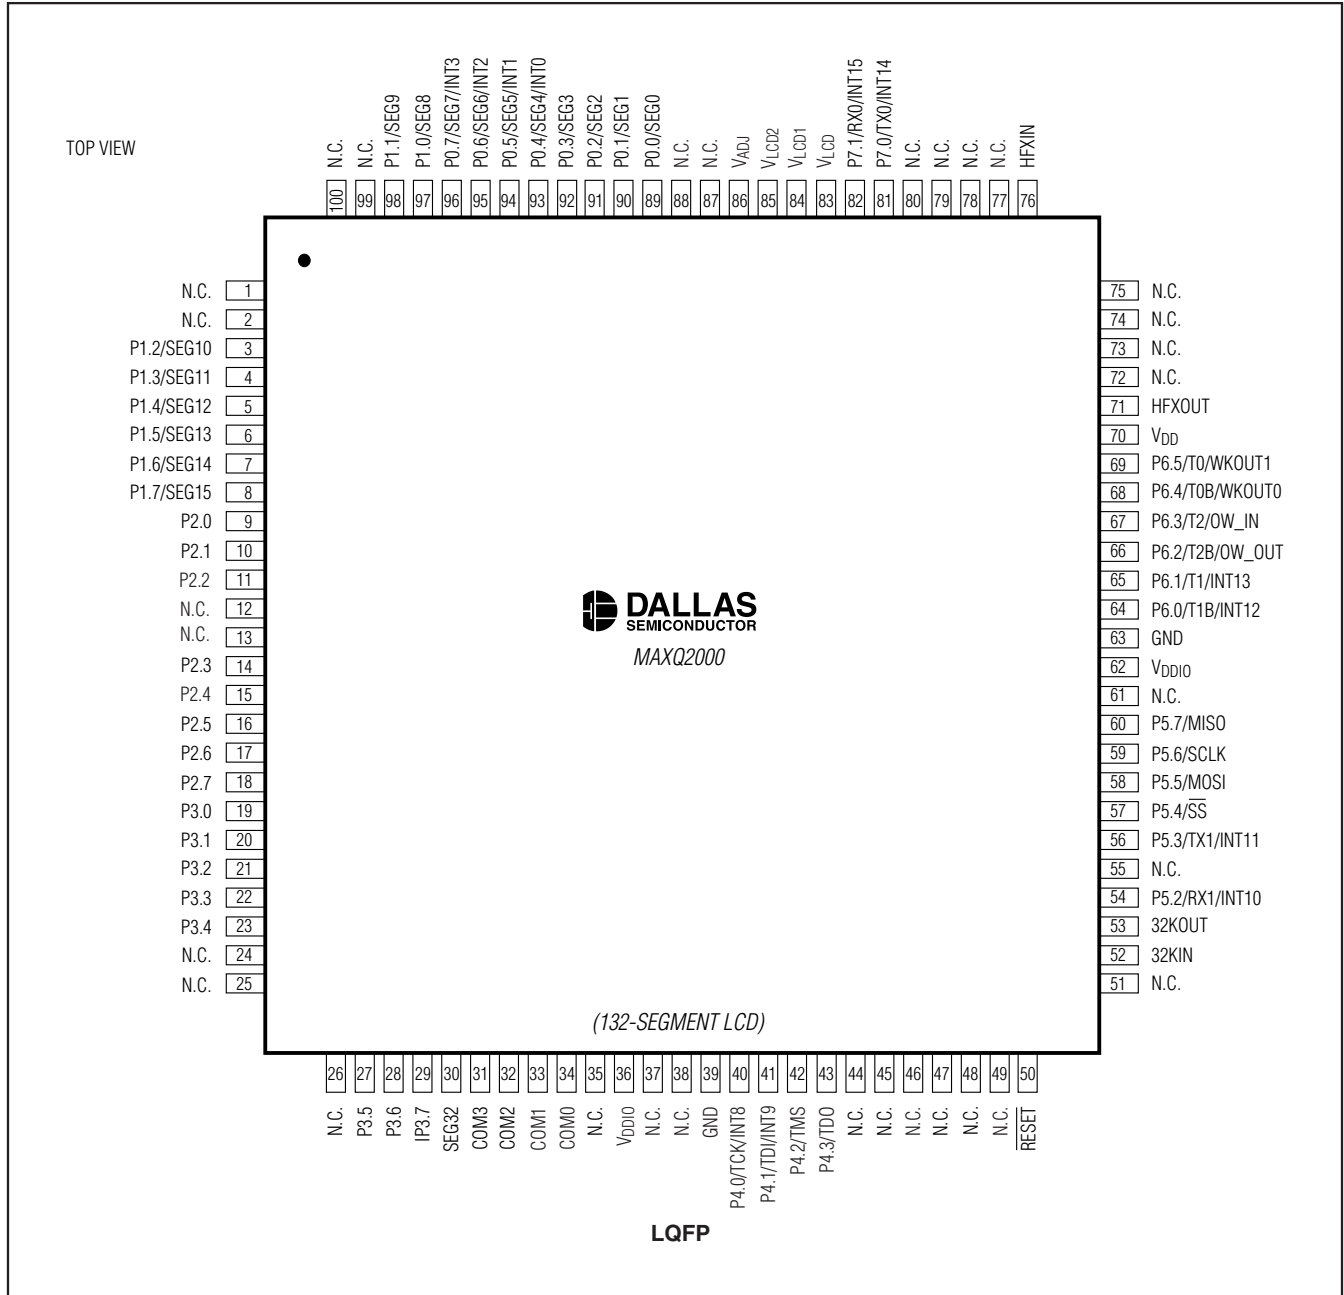 TOP VIEW
N.C.
N.C.
P1.1/SEG9
P1.0/SEG8
P0.7/SEG7/INT3
P0.6/SEG6/INT2
P0.5/SEG5/INT1
P0.4/SEG4/INT0
P0.3/SEG3
P0.2/SEG2
P0.1/SEG1
P0.0/SEG0
N.C.
N.C.
VADJ
VLCD2
VLCD1
VLCD
P7.1/RX0/INT15
P7.0/TX0/INT14
N.C.
N.C.
N.C.
N.C.
HFXIN
100 99 98 97 96 95 94 93 92 91 90 89 88 87 86 85 84 83 82 81 80 79 78 77 76
N.C. 1
N.C. 2
P1.2/SEG10 3
P1.3/SEG11 4
P1.4/SEG12 5
P1.5/SEG13 6
P1.6/SEG14 7
P1.7/SEG15 8
P2.0 9
P2.1 10
P2.2 11
N.C. 12
N.C. 13
P2.3 14
P2.4 15
P2.5 16
P2.6 17
P2.7 18
P3.0 19
P3.1 20
P3.2 21
P3.3 22
P3.4 23
N.C. 24
N.C. 25
DALLAS
SEMICONDUCTOR
MAXQ2000
(132-SEGMENT LCD)
75 N.C.
74 N.C.
73 N.C.
72 N.C.
71 HFXOUT
70 VDD
69 P6.5/T0/WKOUT1
68 P6.4/T0B/WKOUT0
67 P6.3/T2/OW_IN
66 P6.2/T2B/OW_OUT
65 P6.1/T1/INT13
64 P6.0/T1B/INT12
63 GND
62 VDDIO
61 N.C.
60 P5.7/MISO
59 P5.6/SCLK
58 P5.5/MOSI
57 P5.4/S̅S̅
56 P5.3/TX1/INT11
55 N.C.
54 P5.2/RX1/INT10
53 32KOUT
52 32KIN
51 N.C.
26 27 28 29 30 31 32 33 34 35 36 37 38 39 40 41 42 43 44 45 46 47 48 49 50
N.C.
P3.5
P3.6
IP3.7
SEG32
COM3
COM2
COM1
COM0
N.C.
VDDIO
N.C.
N.C.
GND
P4.0/TCK/INT8
P4.1/TDI/INT9
P4.2/TMS
P4.3/TDO
N.C.
N.C.
N.C.
N.C.
N.C.
N.C.
R̅E̅S̅E̅T̅
LQFP